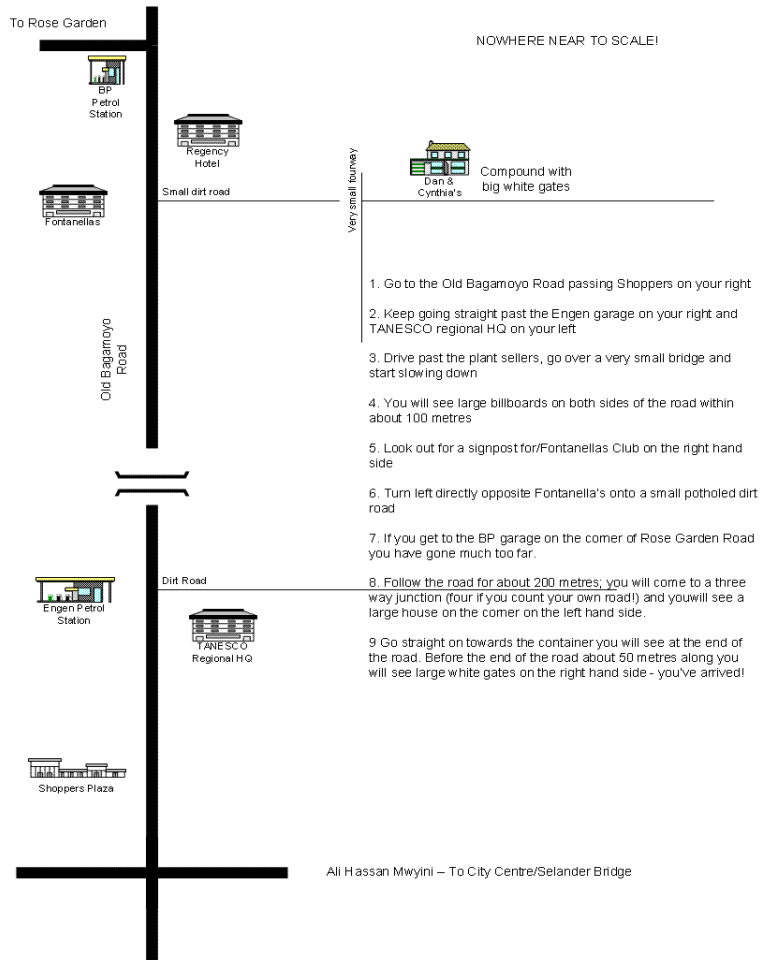 To Rose Garden
NOWHERE NEAR TO SCALE!
BP
Petrol
Station
Regency
Hotel
Very small fourway
Dan &
Cynthia's
Compound with
big white gates
Small dirt road
Fontanellas
1. Go to the Old Bagamoyo Road passing Shoppers on your right
2. Keep going straight past the Engen garage on your right and
TANESCO regional HQ on your left
Old Bagamoyo
Road
3. Drive past the plant sellers, go over a very small bridge and
start slowing down
4. You will see large billboards on both sides of the road within
about 100 metres
5. Look out for a signpost for/Fontanellas Club on the right hand
side
6. Turn left directly opposite Fontanella's onto a small potholed dirt
road
7. If you get to the BP garage on the corner of Rose Garden Road
you have gone much too far.
Dirt Road
8. Follow the road for about 200 metres; you will come to a three
way junction (four if you count your own road!) and youwill see a
large house on the corner on the left hand side.
Engen Petrol
Station
TANESCO
Regional HQ
9 Go straight on towards the container you will see at the end of
the road. Before the end of the road about 50 metres along you
will see large white gates on the right hand side - you've arrived!
Shoppers Plaza
Ali Hassan Mwyini – To City Centre/Selander Bridge